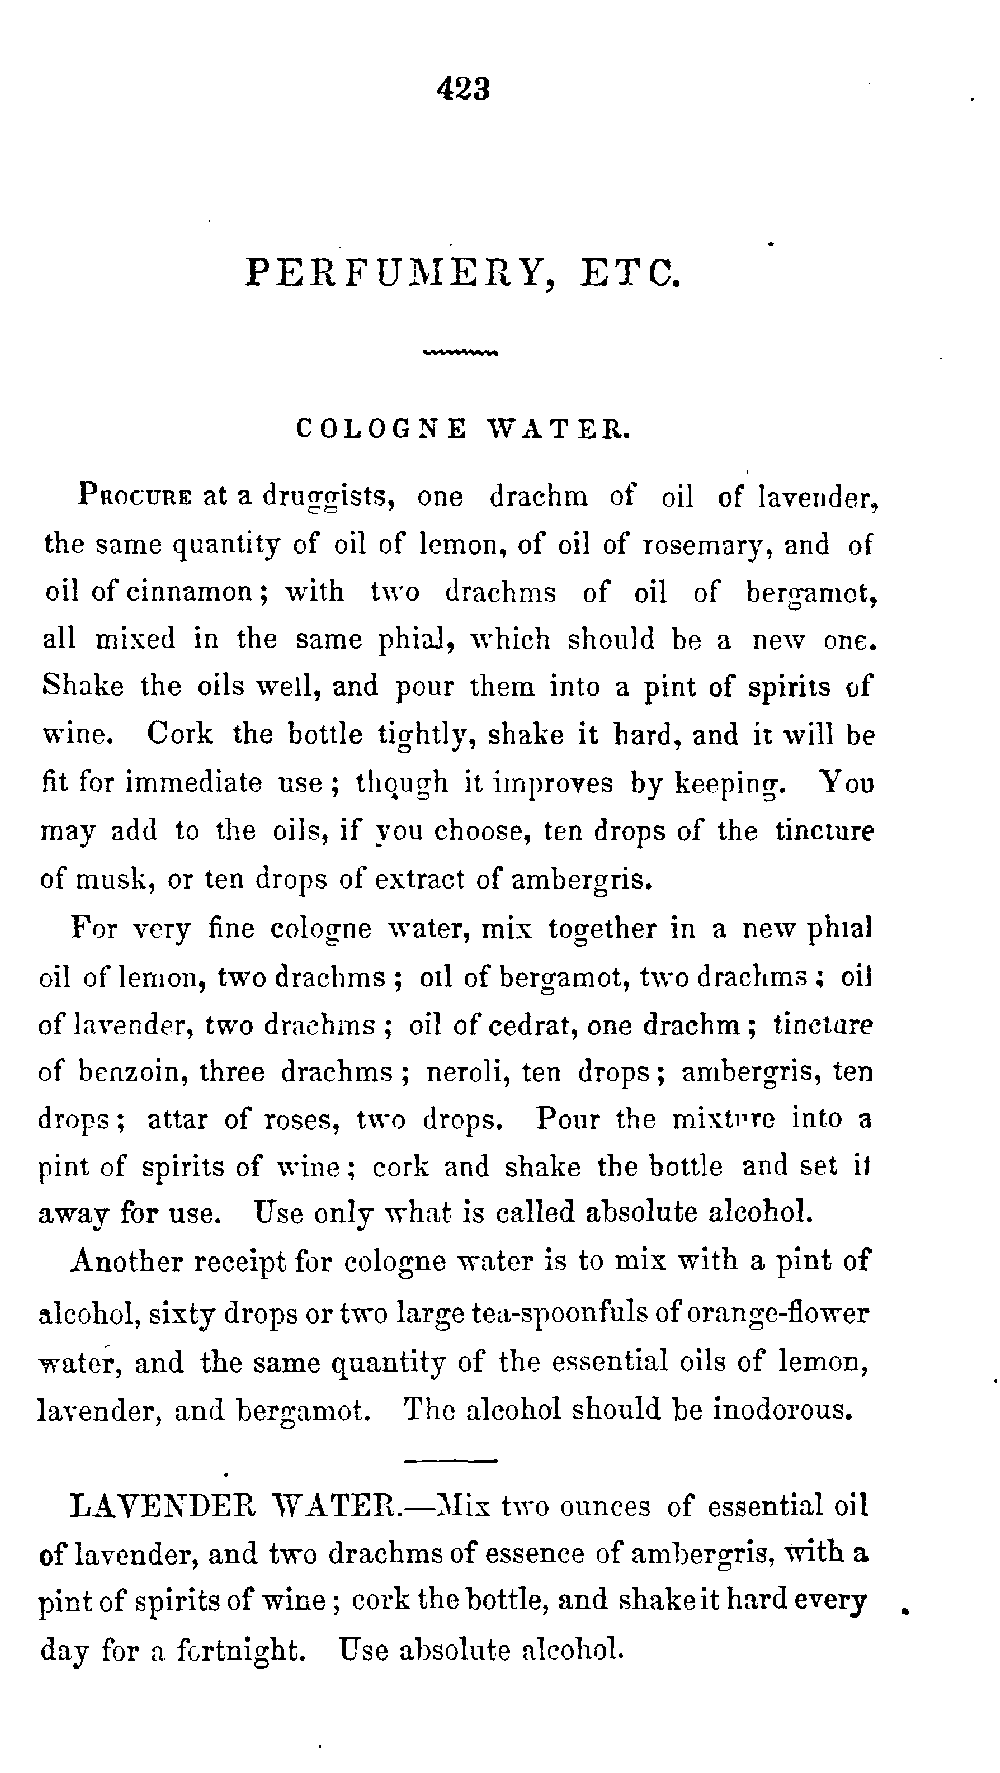 423
PERFUMERY, ETC.
COLOGNE WATER.
PROCURE at a druggists, one drachm of oil of lavender,
the same quantity of oil of lemon, of oil of rosemary, and of
oil of cinnamon; with two drachms of oil of bergamot,
all mixed in the same phial, which should be a new one.
Shake the oils well, and pour them into a pint of spirits of
wine. Cork the bottle tightly, shake it hard, and it will be
fit for immediate use; though it improves by keeping. You
may add to the oils, if you choose, ten drops of the tincture
of musk, or ten drops of extract of ambergris.
For very fine cologne water, mix together in a new phial
oil of lemon, two drachms; oil of bergamot, two drachms; oil
of lavender, two drachms; oil of cedrat, one drachm; tincture
of benzoin, three drachms; neroli, ten drops; ambergris, ten
drops; attar of roses, two drops. Pour the mixture into a
pint of spirits of wine; cork and shake the bottle and set it
away for use. Use only what is called absolute alcohol.
Another receipt for cologne water is to mix with a pint of
alcohol, sixty drops or two large tea-spoonfuls of orange-flower
water, and the same quantity of the essential oils of lemon,
lavender, and bergamot. The alcohol should be inodorous.
LAVENDER WATER.—Mix two ounces of essential oil
of lavender, and two drachms of essence of ambergris, with a
pint of spirits of wine; cork the bottle, and shake it hard every
day for a fortnight. Use absolute alcohol.